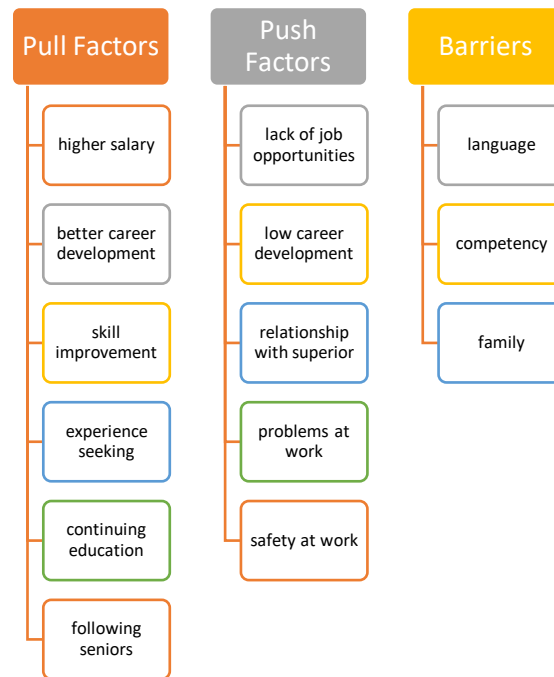 Pull Factors
higher salary
better career
development
skill
improvement
experience
seeking
continuing
education
following
seniors
Push
Factors
lack of job
opportunities
low career
development
relationship
with superior
problems at
work
safety at work
Barriers
language
competency
family